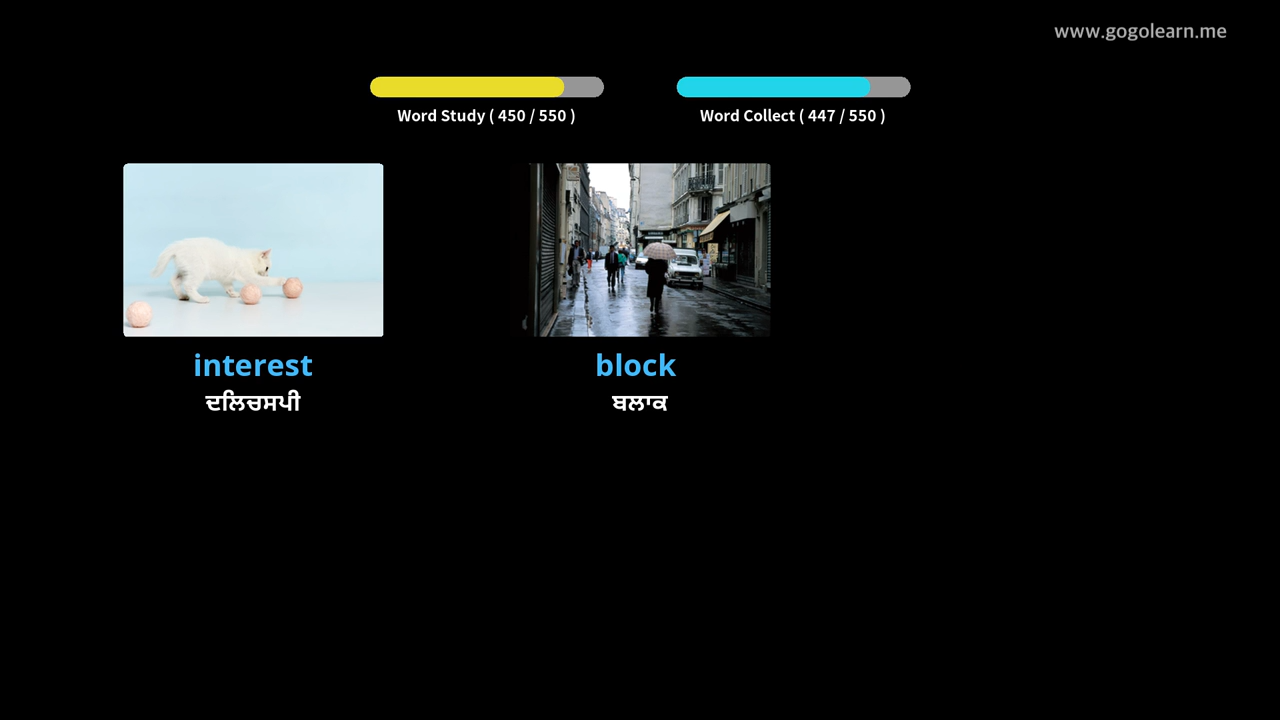 www.gogolearn.me
Word Study ( 450 / 550 )
Word Collect ( 447 / 550 )
interest
ਦਲਿਚਸਪੀ
block
ਬਲਾਕ